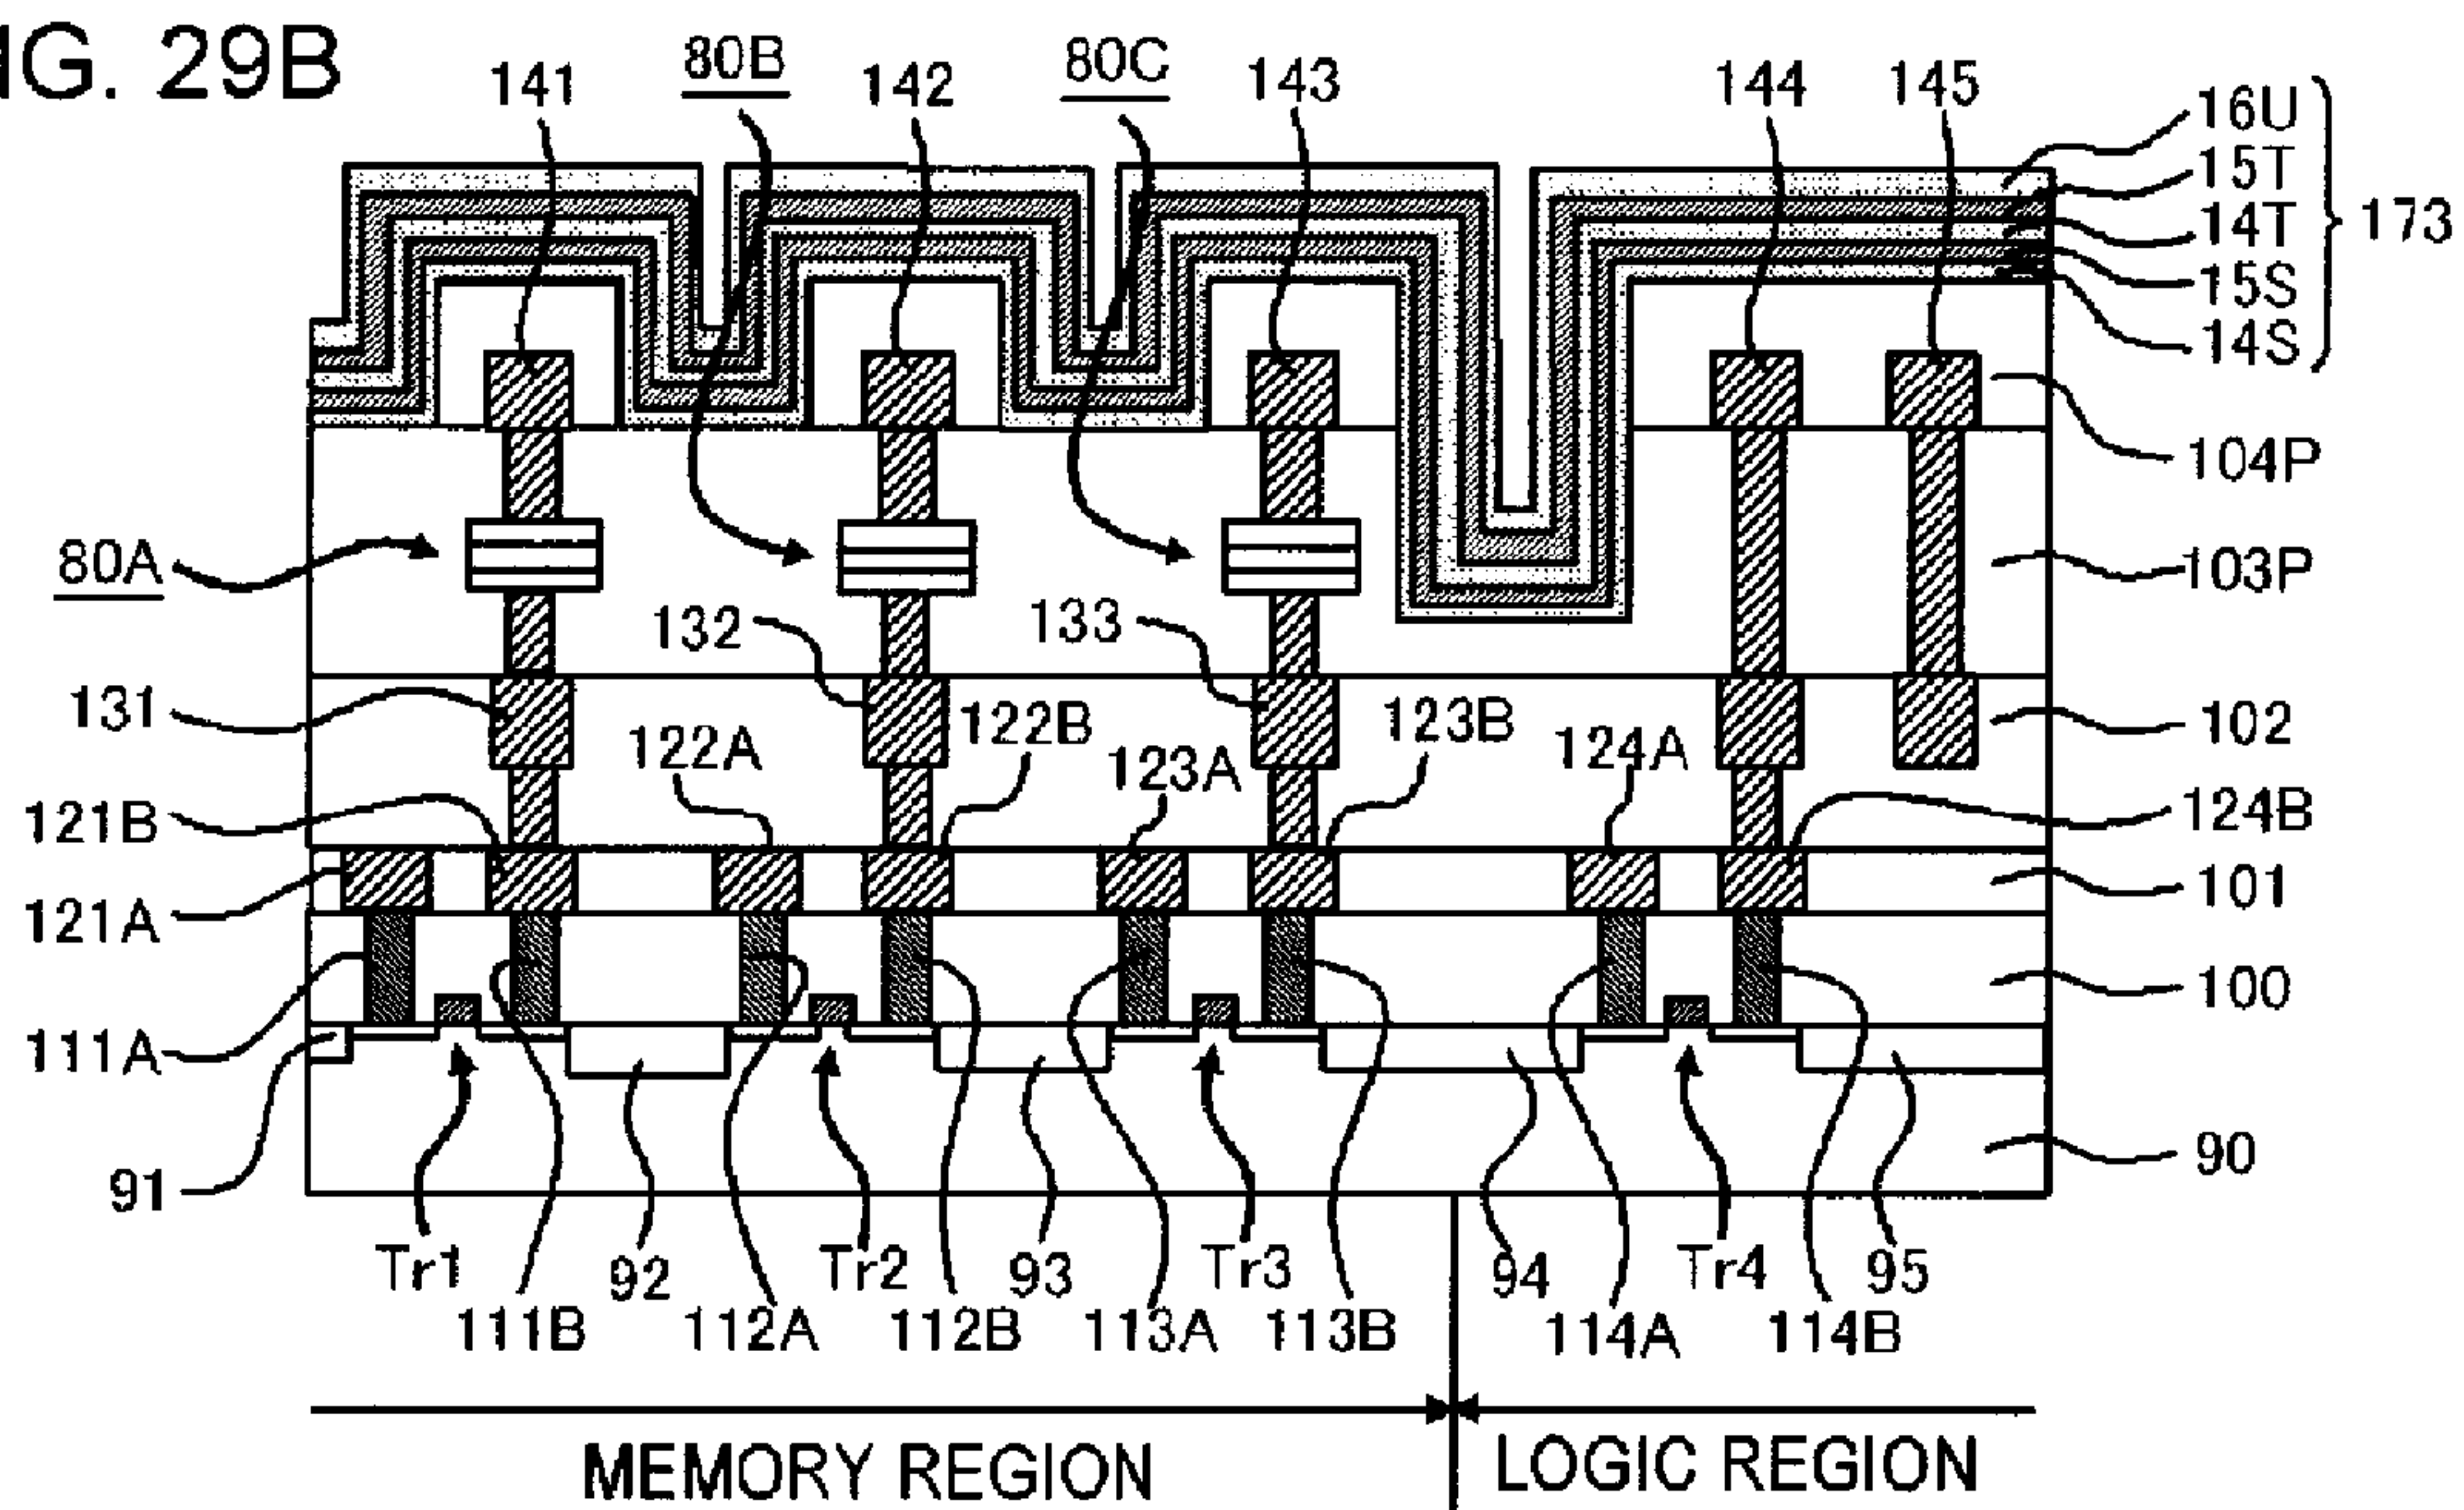 IG. 29B
141
80B
142
80C
143
144
145
16U
15T
14T
15S
14S
173
104P
80A
103P
132
133
131
102
122A
122B
123A
123B
124A
121B
124B
121A
101
100
111A
91
90
Tr1
92
Tr2
93
Tr3
94
Tr4
95
111B
112A
112B
113A
113B
114A
114B
MEMORY REGION
LOGIC REGION